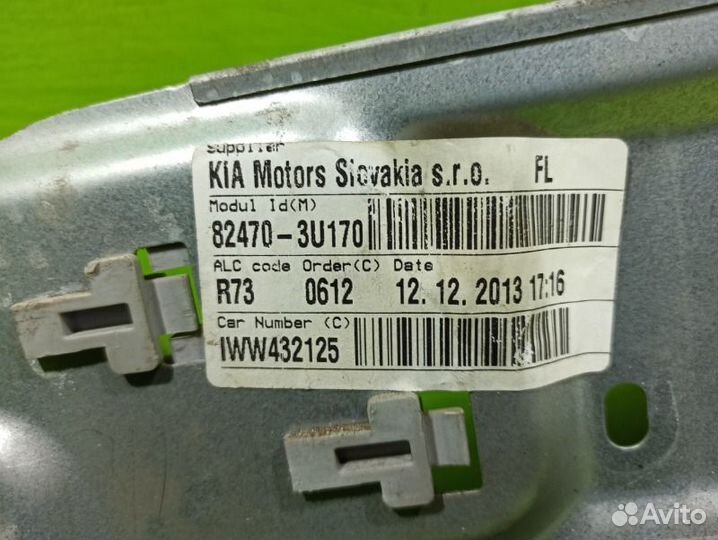 Supplier
KIA Motors Slovakia s.r.o. FL
Modul Id(M)
82470-3U170
ALC code Order(C) Date
R73 0612 12.12.2013 17:16
Car Number (C)
IWW432125
Avito